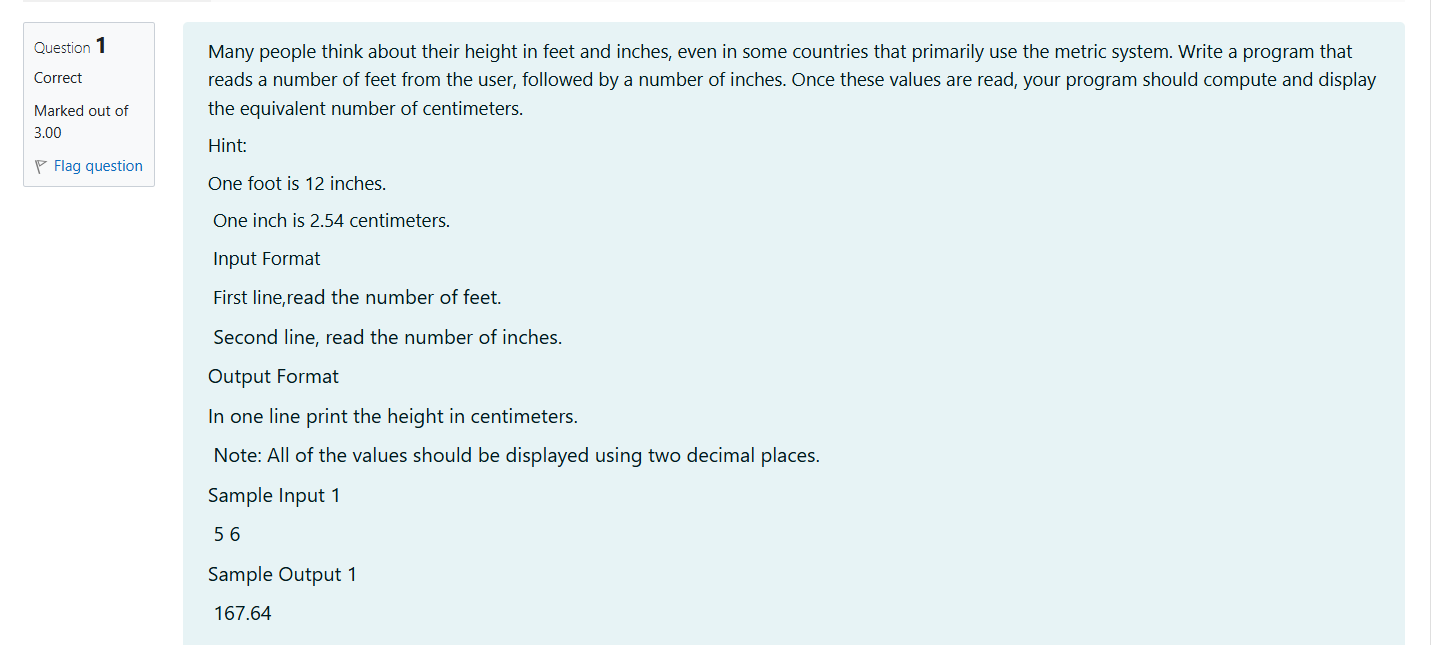 Question 1
Correct
Marked out of
3.00
Flag question
Many people think about their height in feet and inches, even in some countries that primarily use the metric system. Write a program that
reads a number of feet from the user, followed by a number of inches. Once these values are read, your program should compute and display
the equivalent number of centimeters.
Hint:
One foot is 12 inches.
One inch is 2.54 centimeters.
Input Format
First line,read the number of feet.
Second line, read the number of inches.
Output Format
In one line print the height in centimeters.
Note: All of the values should be displayed using two decimal places.
Sample Input 1
5 6
Sample Output 1
167.64